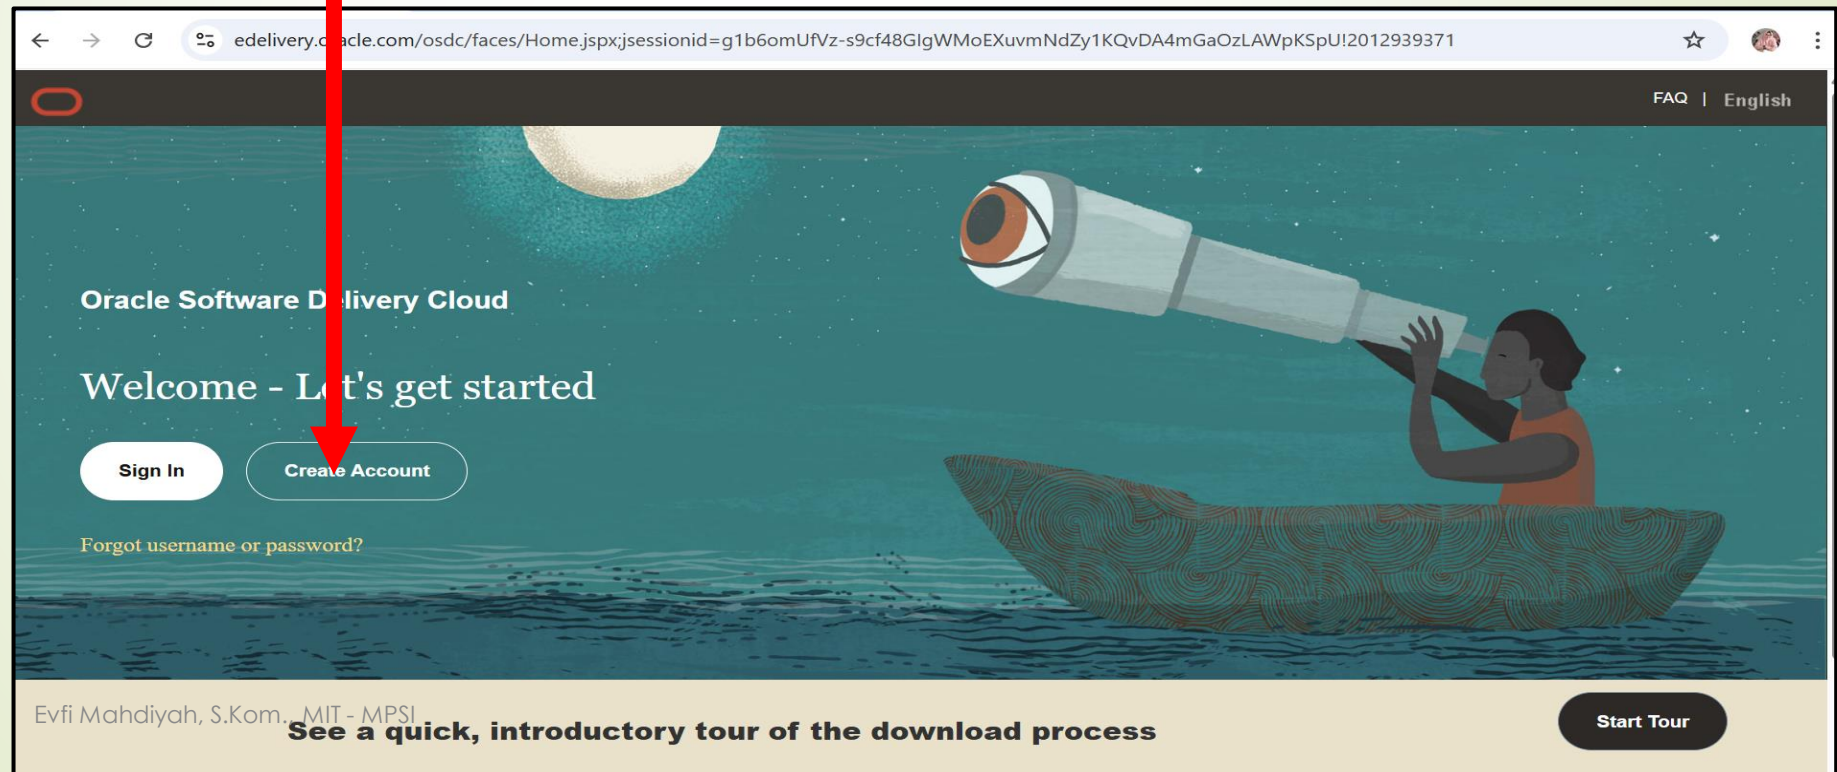 edelivery.oracle.com/osdc/faces/Home.jspx;jsessionid=g1b6omUfVz-s9cf48GIgWMoEXuvmNdZy1KQvDA4mGaOzLAWpKSpU!2012939371
FAQ | English
Oracle Software Delivery Cloud
Welcome - Let's get started
Sign In
Create Account
Forgot username or password?
Evfi Mahdiyah, S.Kom., MIT - MPSI
See a quick, introductory tour of the download process
Start Tour